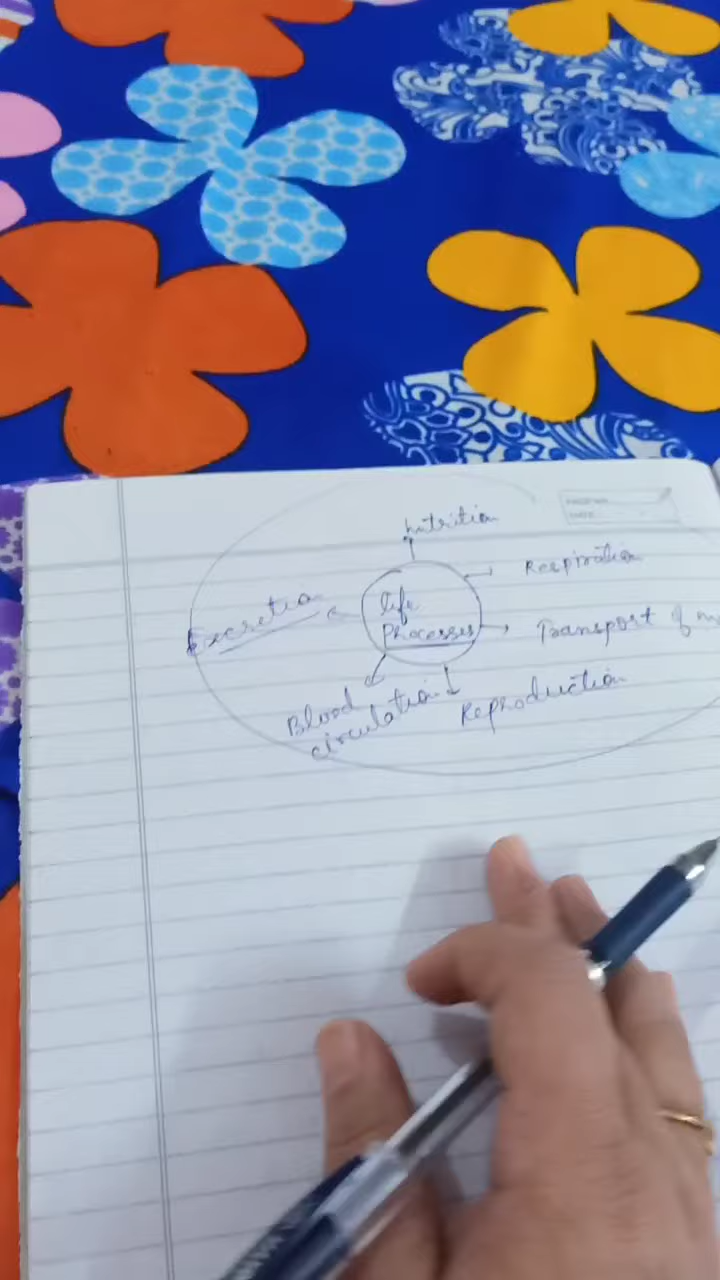 Nutrition
Respiration
life
Processes
Excretion
Transport of
Blood
circulation
Reproduction